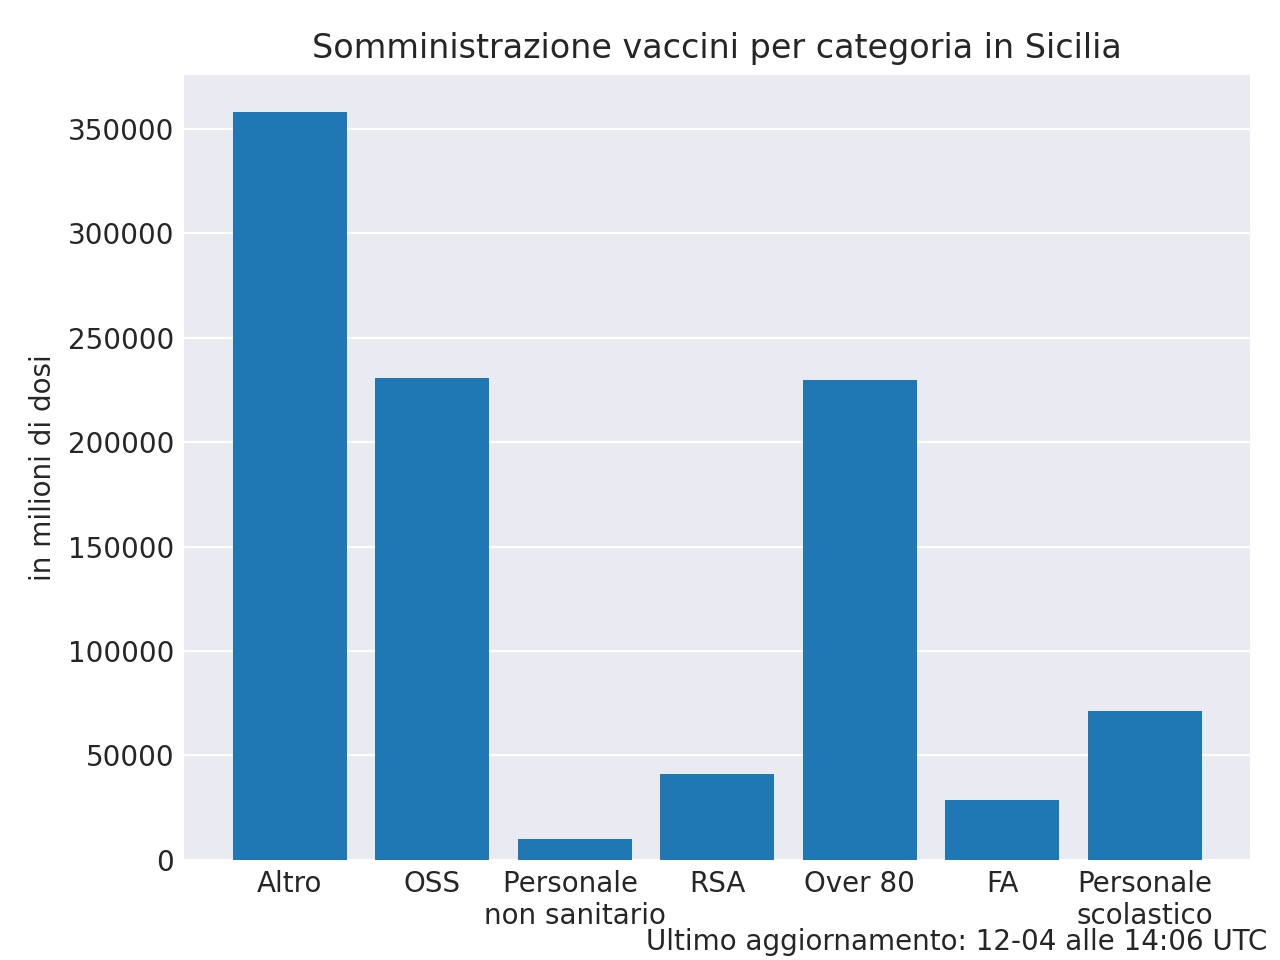 Somministrazione vaccini per categoria in Sicilia
in milioni di dosi
350000
300000
250000
200000
150000
100000
50000
0
Altro
OSS
Personale
non sanitario
RSA
Over 80
FA
Personale
scolastico
Ultimo aggiornamento: 12-04 alle 14:06 UTC